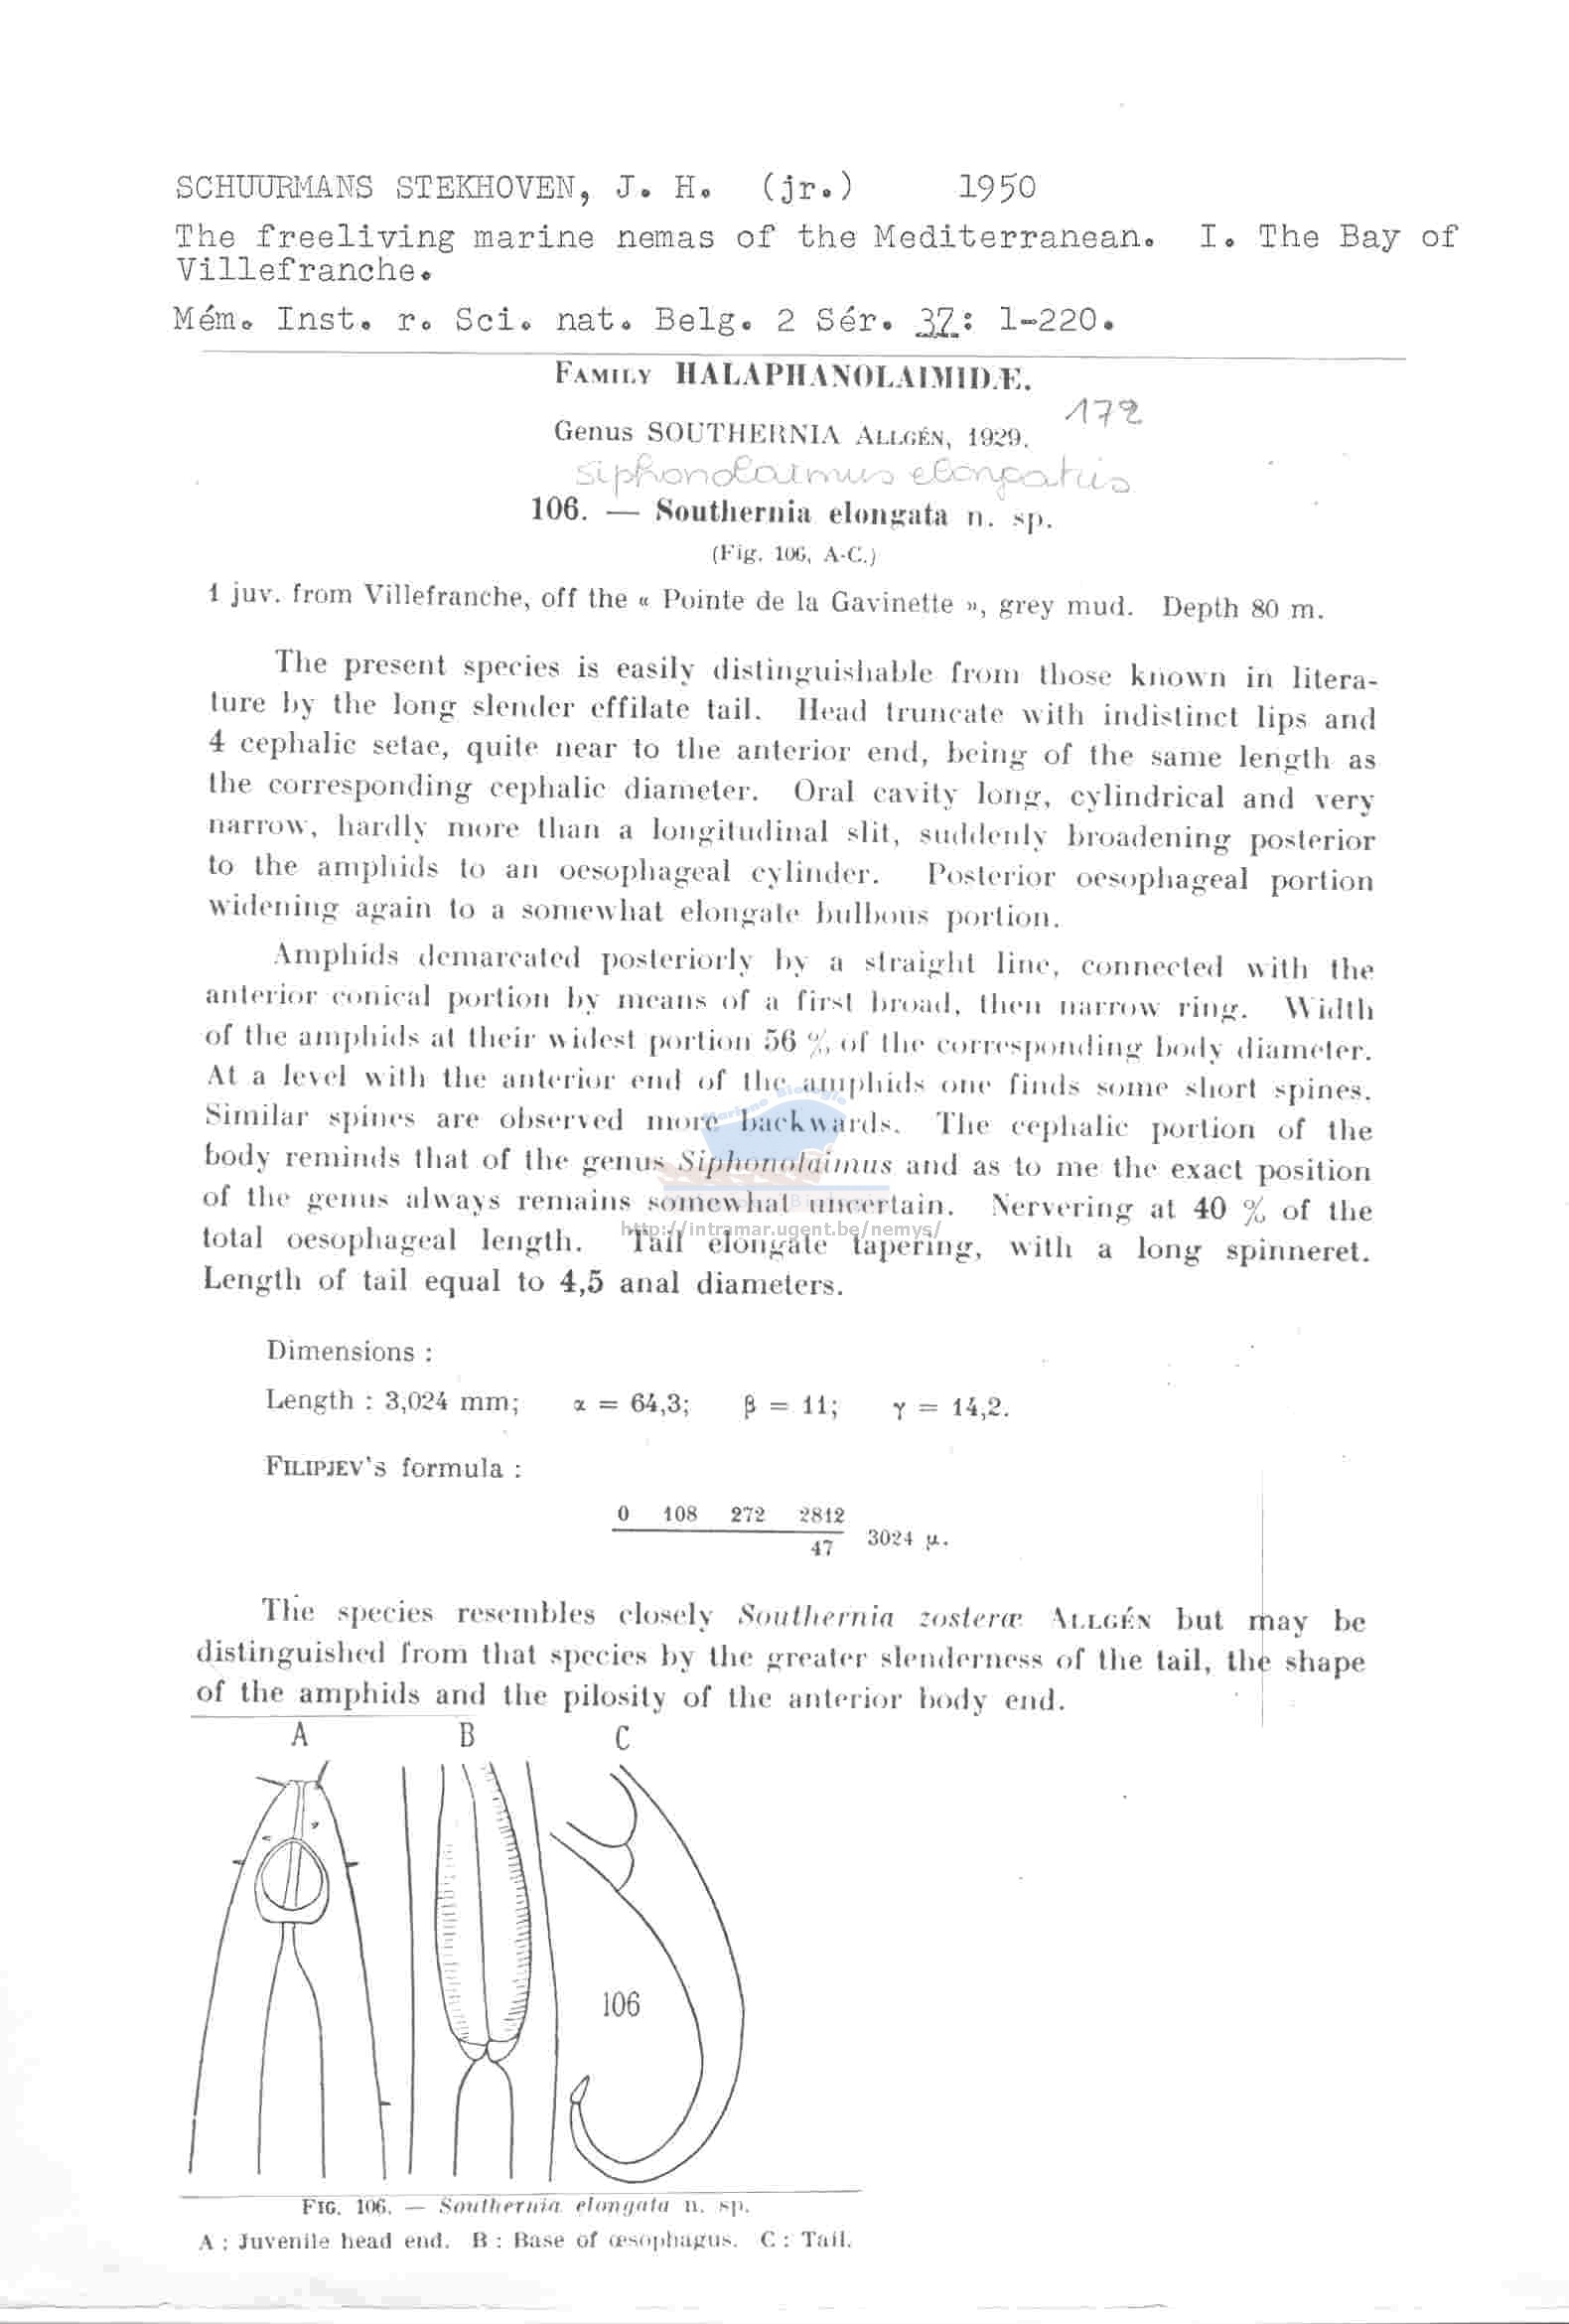 SCHUURMANS STEKHOVEN, J. H. (jr.) 1950
The freeliving marine nemas of the Mediterranean. I. The Bay of
Villefranche.
Mém. Inst. r. Sci. nat. Belg. 2 Sér. 37: 1-220.
FAMILY HALAPHANOLAIMIDÆ.
172
Genus SOUTHERNIA ALLGÉN, 1929.
Siphonolaimus elongatus
106. — Southernia elongata n. sp.
(Fig. 106, A-C.)
1 juv. from Villefranche, off the « Pointe de la Gavinette », grey mud. Depth 80 m.
The present species is easily distinguishable from those known in litera-
ture by the long slender effilate tail. Head truncate with indistinct lips and
4 cephalic setae, quite near to the anterior end, being of the same length as
the corresponding cephalic diameter. Oral cavity long, cylindrical and very
narrow, hardly more than a longitudinal slit, suddenly broadening posterior
to the amphids to an oesophageal cylinder. Posterior oesophageal portion
widening again to a somewhat elongate bulbous portion.
Amphids demarcated posteriorly by a straight line, connected with the
anterior conical portion by means of a first broad, then narrow ring. Width
of the amphids at their widest portion 56 % of the corresponding body diameter.
At a level with the anterior end of the amphids one finds some short spines.
Similar spines are observed more backwards. The cephalic portion of the
body reminds that of the genus Siphonolaimus and as to me the exact position
of the genus always remains somewhat uncertain. Nervering at 40 % of the
total oesophageal length. Tail elongate tapering, with a long spinneret.
Length of tail equal to 4,5 anal diameters.
Marine Biologie
http://intramar.ugent.be/nemys/
Dimensions :
Length : 3,024 mm; α = 64,3; β = 11; γ = 14,2.
FILIPJEV'S formula :
0 108 272 2812
47 3024 µ.
The species resembles closely Southernia zosteræ ALLGÉN but may be
distinguished from that species by the greater slenderness of the tail, the shape
of the amphids and the pilosity of the anterior body end.
A B C
106
FIG. 106. — Southernia elongata n. sp.
A : Juvenile head end. B : Base of œsophagus. C : Tail.